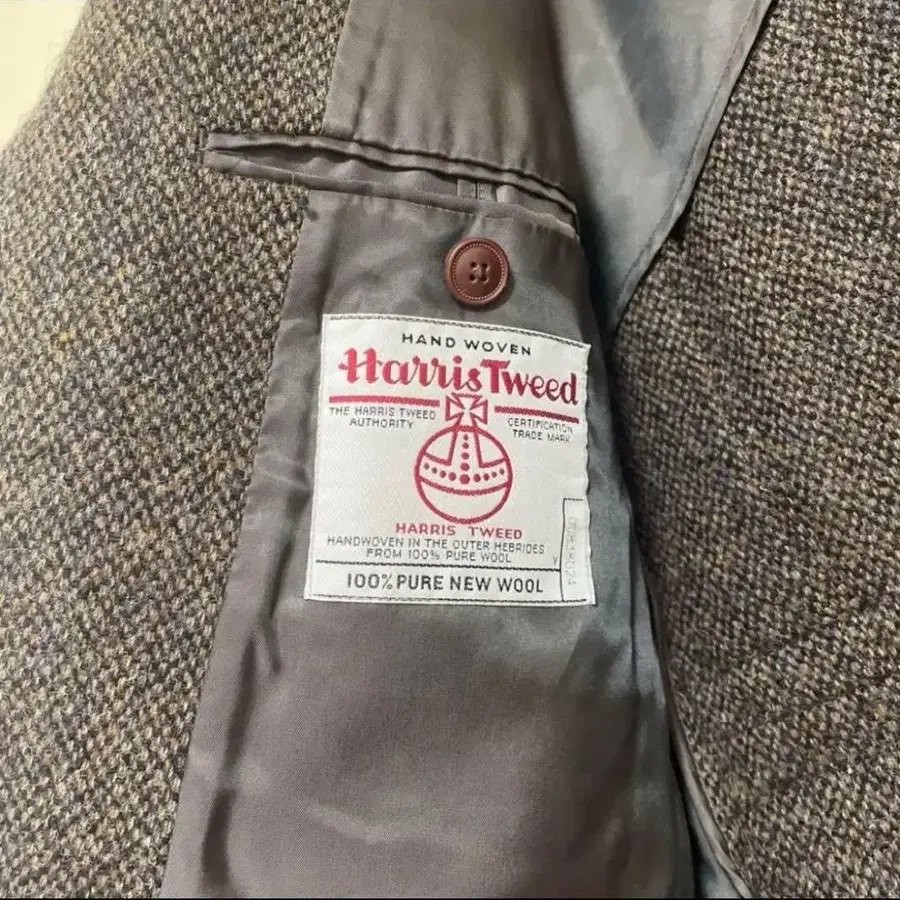 HAND WOVEN
Harris Tweed
THE HARRIS TWEED AUTHORITY
CERTIFICATION TRADE MARK
HARRIS TWEED
HANDWOVEN IN THE OUTER HEBRIDES
FROM 100% PURE WOOL
100% PURE NEW WOOL